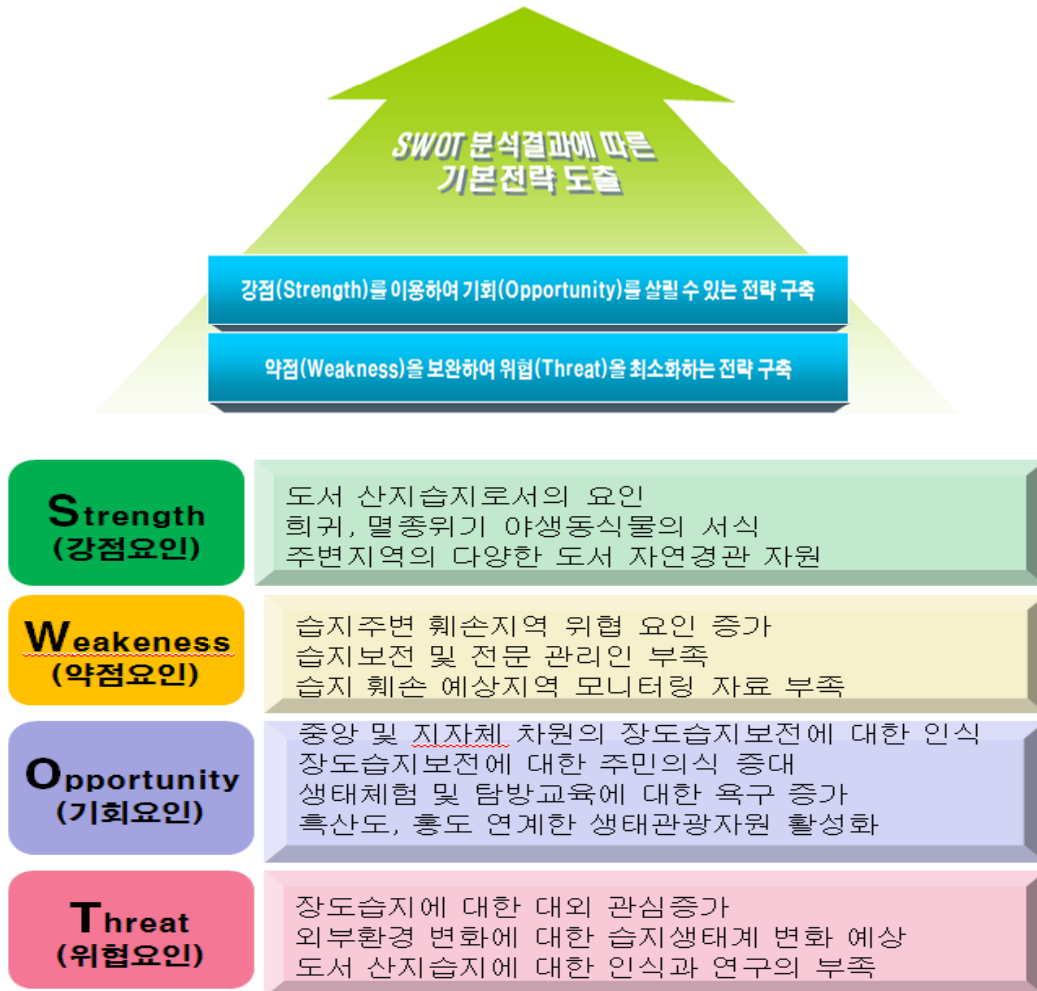 SWOT 분석결과에 따른
기본전략 도출
강점(Strength)를 이용하여 기회(Opportunity)를 살릴 수 있는 전략 구축
약점(Weakness)을 보완하여 위협(Threat)을 최소화하는 전략 구축
Strength
(강점요인)
도서 산지습지로서의 요인
희귀, 멸종위기 야생동식물의 서식
주변지역의 다양한 도서 자연경관 자원
Weakeness
(약점요인)
습지주변 훼손지역 위협 요인 증가
습지보전 및 전문 관리인 부족
습지 훼손 예상지역 모니터링 자료 부족
Opportunity
(기회요인)
중앙 및 지자체 차원의 장도습지보전에 대한 인식
장도습지보전에 대한 주민의식 증대
생태체험 및 탐방교육에 대한 욕구 증가
흑산도, 홍도 연계한 생태관광자원 활성화
Threat
(위협요인)
장도습지에 대한 대외 관심증가
외부환경 변화에 대한 습지생태계 변화 예상
도서 산지습지에 대한 인식과 연구의 부족